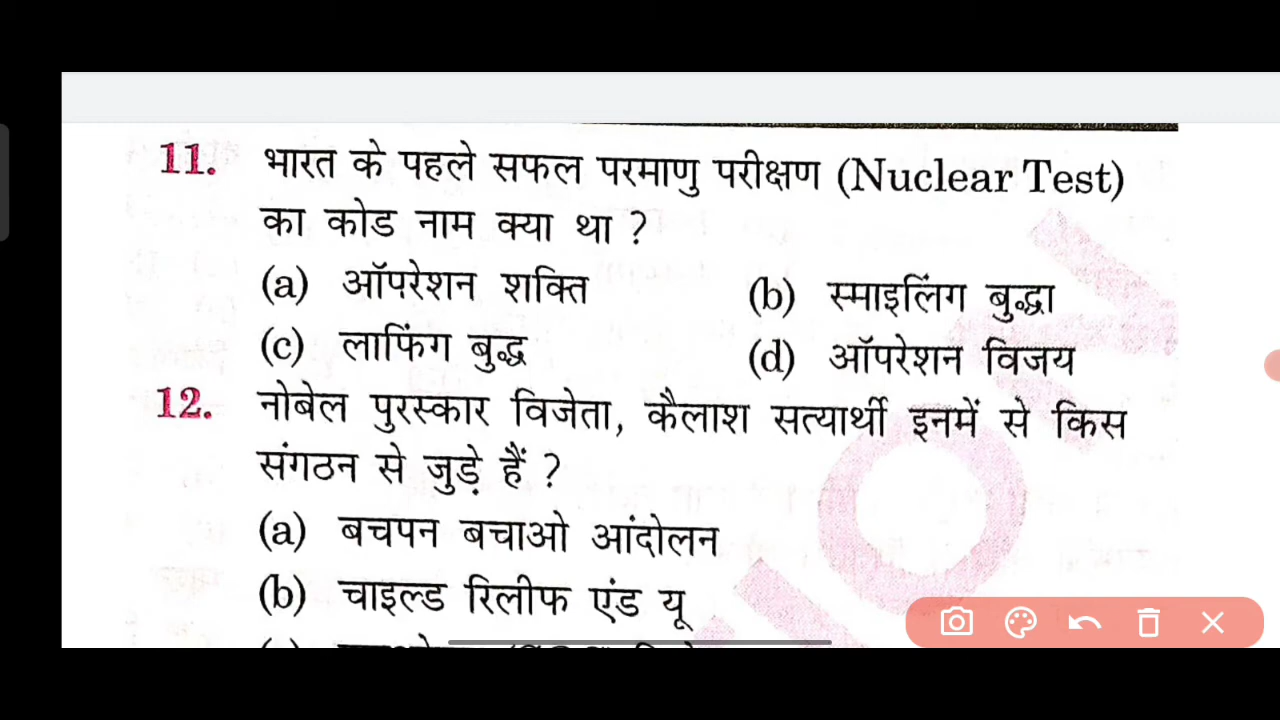 11. भारत के पहले सफल परमाणु परीक्षण (Nuclear Test)
का कोड नाम क्या था ?
(a) ऑपरेशन शक्ति (b) स्माइलिंग बुद्धा
(c) लाफिंग बुद्ध (d) ऑपरेशन विजय
12. नोबेल पुरस्कार विजेता, कैलाश सत्यार्थी इनमें से किस
संगठन से जुड़े हैं ?
(a) बचपन बचाओ आंदोलन
(b) चाइल्ड रिलीफ एंड यू